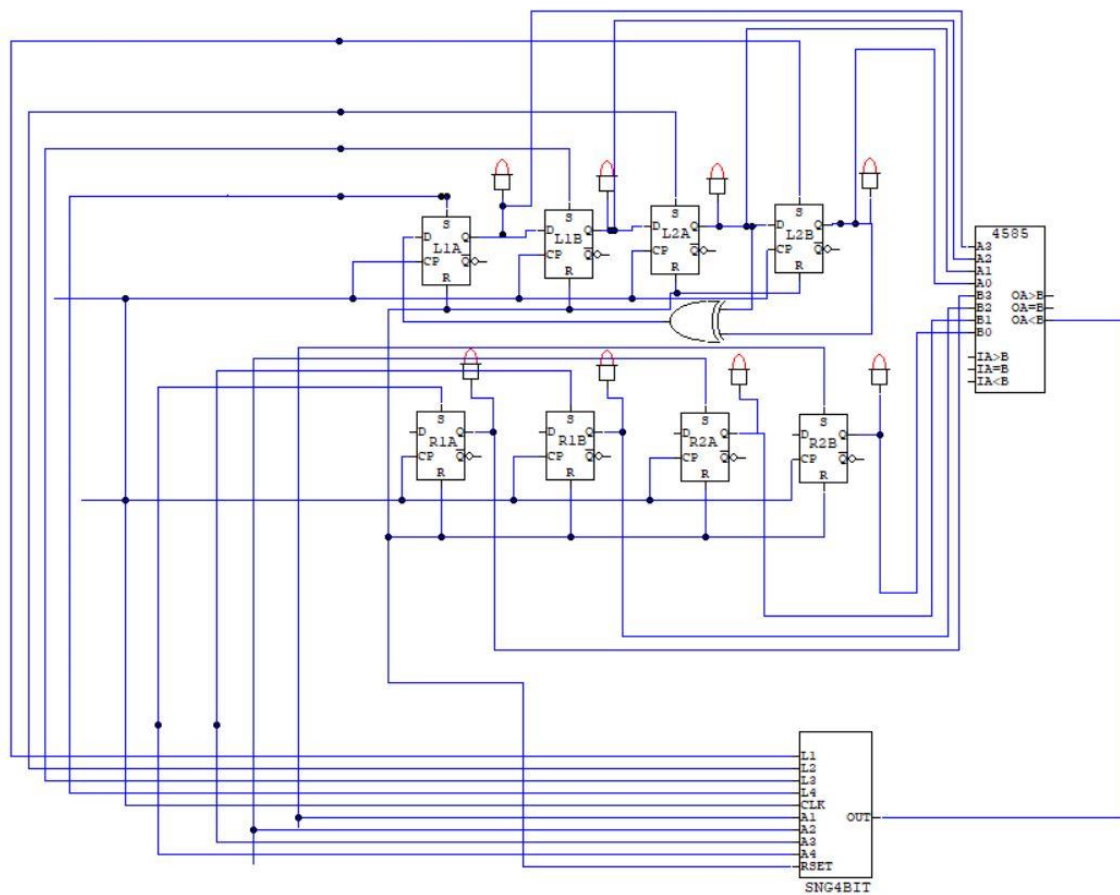 S
D Q
L1A
CP Q
R
S
D Q
L1B
CP Q
R
S
D Q
L2A
CP Q
R
S
D Q
L2B
CP Q
R
4585
A3
A2
A1
A0
B3 OA>B
B2 OA=B
B1 OA<B
B0
IA>B
IA=B
IA<B
S
D Q
R1A
CP Q
R
S
D Q
R1B
CP Q
R
S
D Q
R2A
CP Q
R
S
D Q
R2B
CP Q
R
L1
L2
L3
L4
CLK
A1 OUT
A2
A3
A4
RSET
SNG4BIT